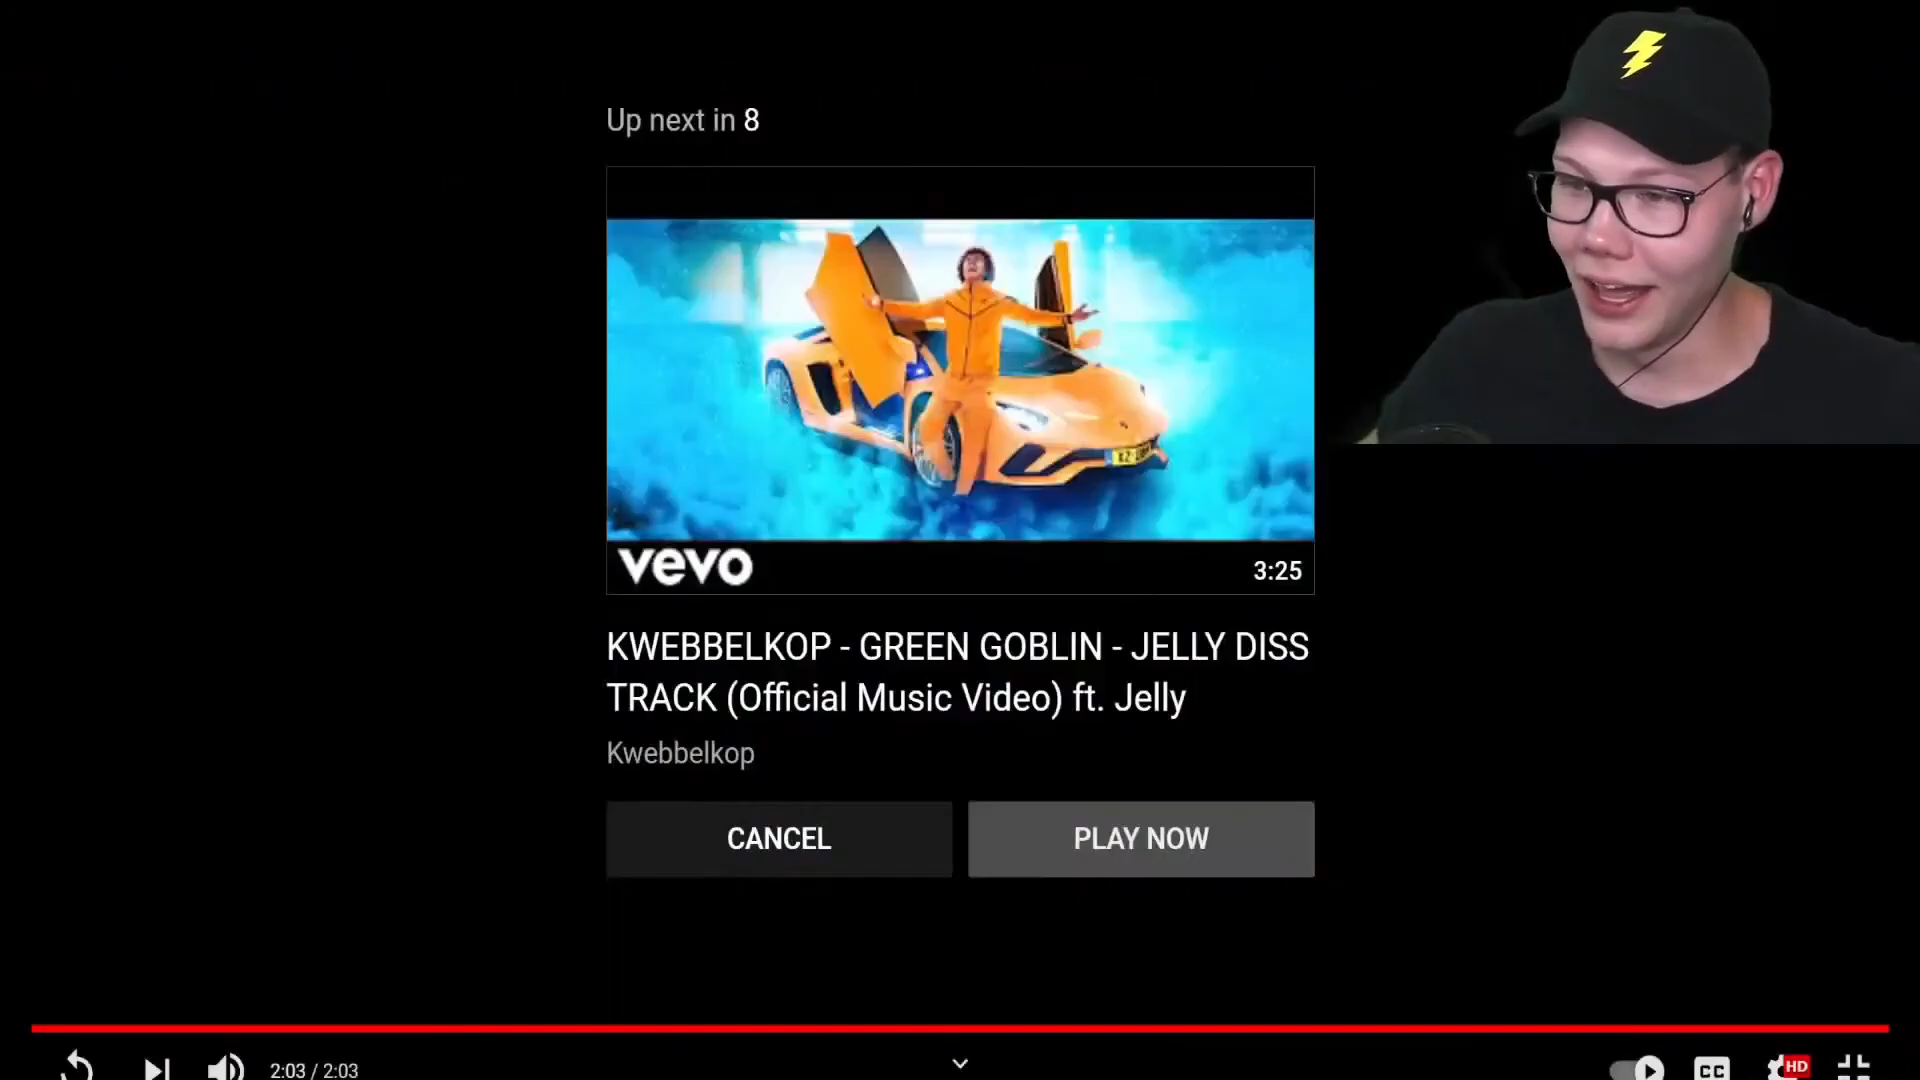 Up next in 8
vevo
3:25
KWEBBELKOP - GREEN GOBLIN - JELLY DISS
TRACK (Official Music Video) ft. Jelly
Kwebbelkop
CANCEL
PLAY NOW
2:03 / 2:03
CC
HD